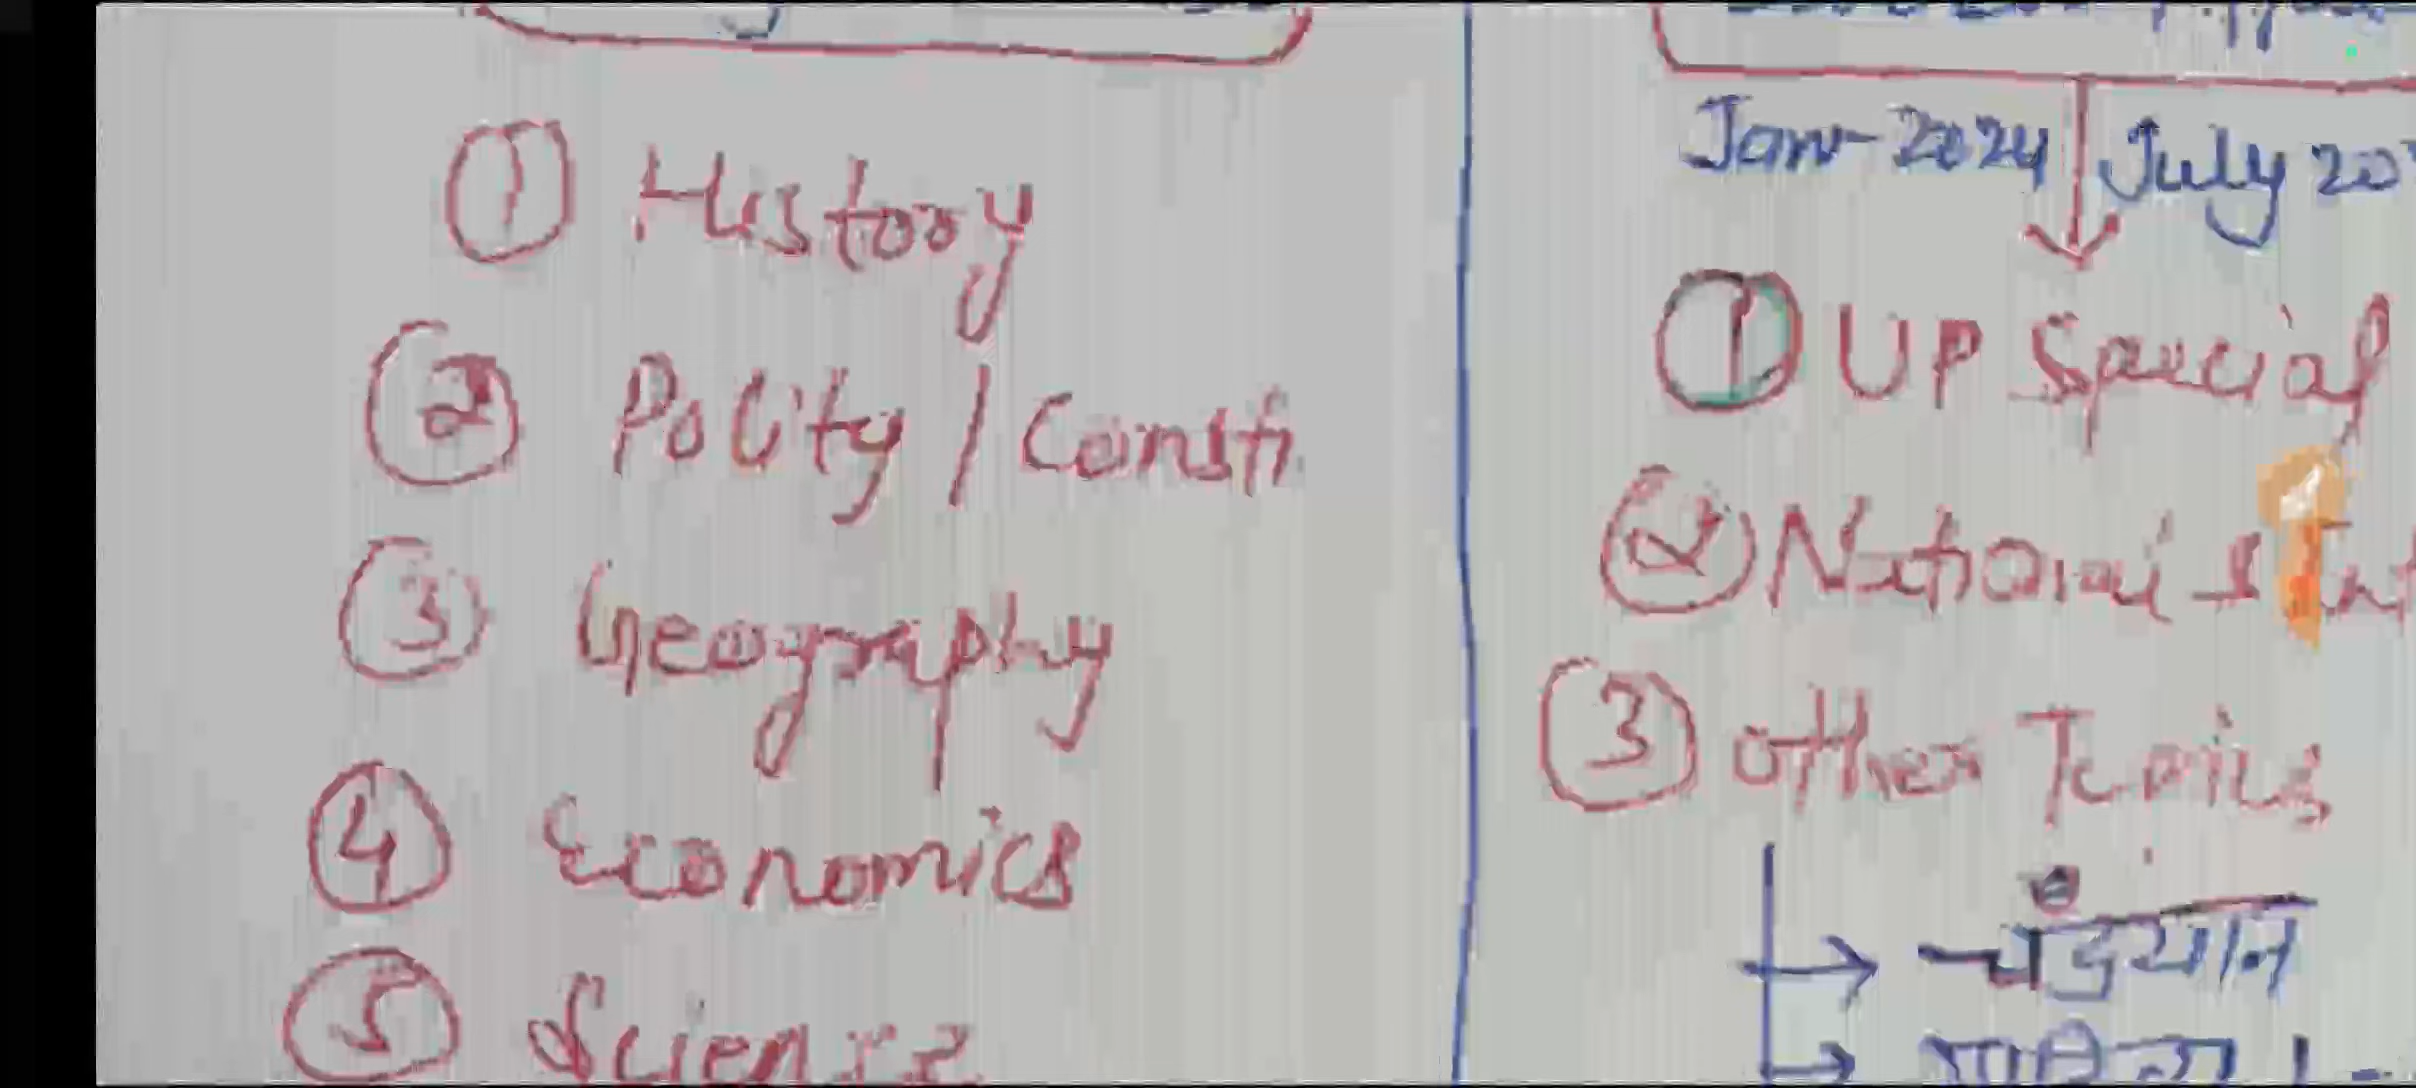 ① History
② Polity / Consti.
③ Geography
④ Economics
⑤ Science
Jan-2024 July 20
① UP Special
② National & Int
③ Other Topics
→ चंद्रयान